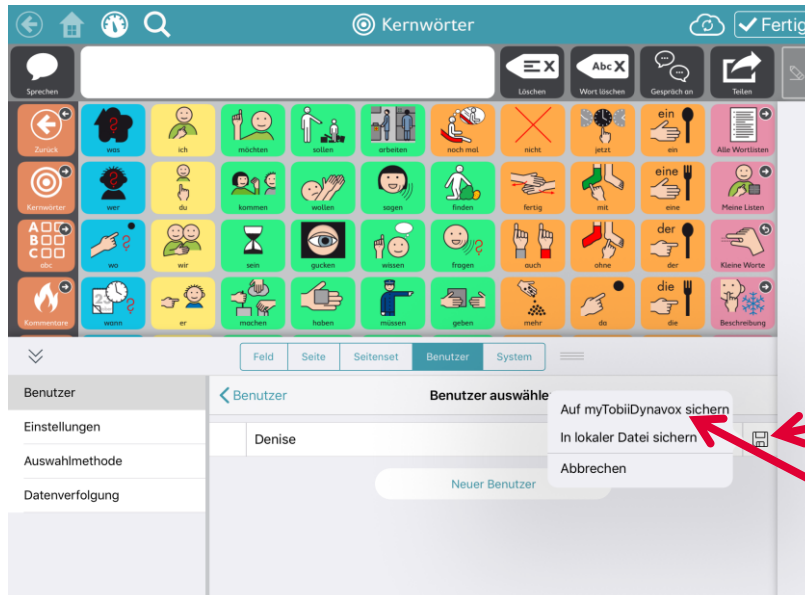 Kernwörter
Fertig
Sprechen
X
Löschen
Abc X
Wort löschen
Gespräch an
Teilen
Zurück
was
ich
möchten
sollen
arbeiten
noch mal
nicht
jetzt
ein
ein
Alle Wortlisten
Kernwörter
wer
du
kommen
wollen
sagen
finden
fertig
mit
eine
eine
Meine Listen
A
B
C
abc
wo
wir
sein
gucken
wissen
fragen
auch
ohne
der
der
Kleine Worte
Kommentare
23
wann
er
machen
haben
müssen
geben
mehr
da
die
die
Beschreibung
Feld
Seite
Seitenset
Benutzer
System
Benutzer
Einstellungen
Auswahlmethode
Datenverfolgung
Benutzer
Benutzer auswähle
Denise
Neuer Benutzer
Auf myTobiiDynavox sichern
In lokaler Datei sichern
Abbrechen